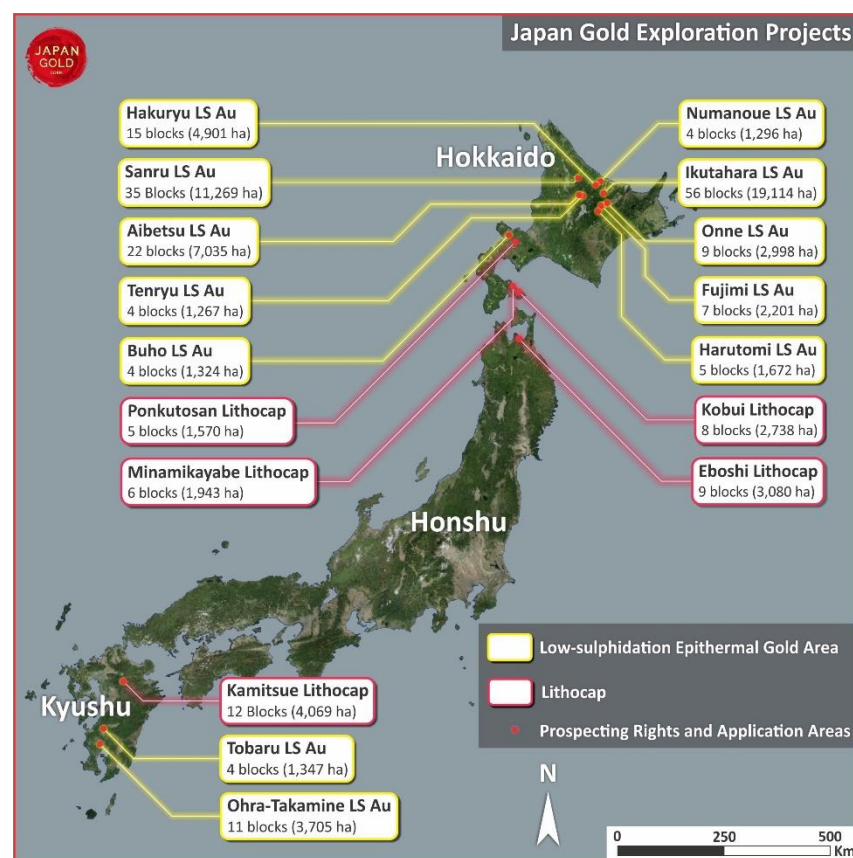 Japan Gold Exploration Projects
JAPAN
GOLD
CORP.
Hakuryu LS Au
15 blocks (4,901 ha)
Sanru LS Au
35 Blocks (11,269 ha)
Aibetsu LS Au
22 blocks (7,035 ha)
Tenryu LS Au
4 blocks (1,267 ha)
Buho LS Au
4 blocks (1,324 ha)
Ponkutosan Lithocap
5 blocks (1,570 ha)
Minamikayabe Lithocap
6 blocks (1,943 ha)
Hokkaido
Numanoue LS Au
4 blocks (1,296 ha)
Ikutahara LS Au
56 blocks (19,114 ha)
Onne LS Au
9 blocks (2,998 ha)
Fujimi LS Au
7 blocks (2,201 ha)
Harutomi LS Au
5 blocks (1,672 ha)
Kobui Lithocap
8 blocks (2,738 ha)
Eboshi Lithocap
9 blocks (3,080 ha)
Honshu
Kyushu
Kamitsue Lithocap
12 Blocks (4,069 ha)
Tobaru LS Au
4 blocks (1,347 ha)
Ohra-Takamine LS Au
11 blocks (3,705 ha)
Low-sulphidation Epithermal Gold Area
Lithocap
Prospecting Rights and Application Areas
N
0 250 500
Km